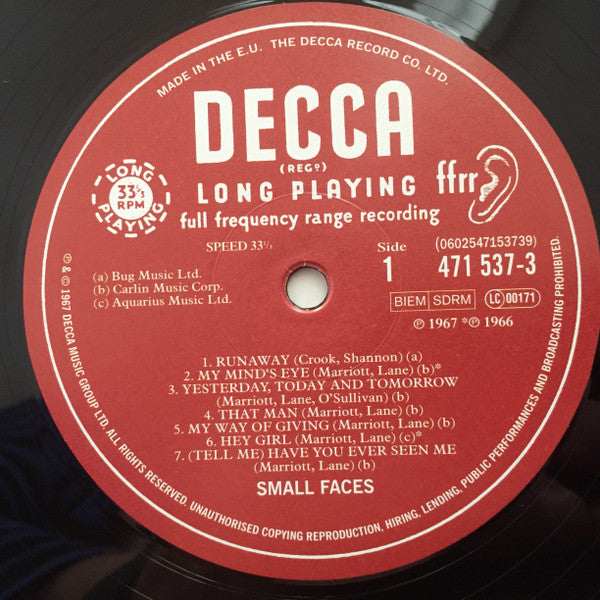 MADE IN THE E.U. THE DECCA RECORD CO. LTD.
DECCA
(REGD)
LONG PLAYING
ffrr
full frequency range recording
LONG
33⅓
RPM
PLAYING
SPEED 33⅓
Side
1
(0602547153739)
471 537-3
(a) Bug Music Ltd.
(b) Carlin Music Corp.
(c) Aquarius Music Ltd.
BIEM SDRM
LC 00171
℗ 1967 *℗ 1966
1. RUNAWAY (Crook, Shannon) (a)
2. MY MIND'S EYE (Marriott, Lane) (b)*
3. YESTERDAY, TODAY AND TOMORROW
(Marriott, Lane, O'Sullivan) (b)
4. THAT MAN (Marriott, Lane) (b)
5. MY WAY OF GIVING (Marriott, Lane) (b)
6. HEY GIRL (Marriott, Lane) (c)*
7. (TELL ME) HAVE YOU EVER SEEN ME
(Marriott, Lane) (b)
SMALL FACES
℗ & © 1967 DECCA MUSIC GROUP LTD. ALL RIGHTS RESERVED. UNAUTHORISED COPYING REPRODUCTION, HIRING, LENDING, PUBLIC PERFORMANCES AND BROADCASTING PROHIBITED.